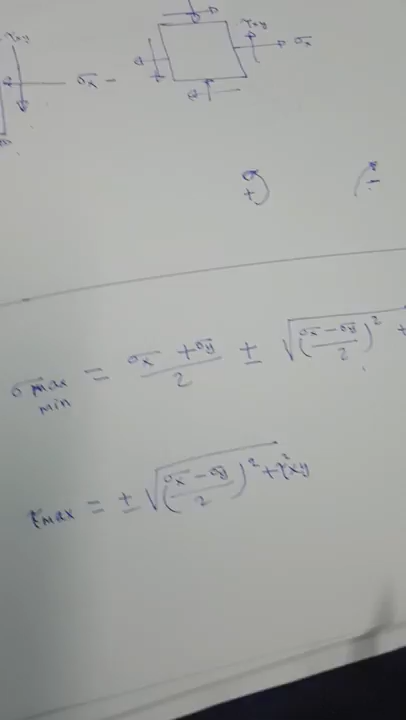 τxy
σx
τxy
σx
+
+
σmax = σx + σy / 2 ± √(σx - σy / 2)² +
min
τmax = ± √(σx - σy / 2)² + τ²xy